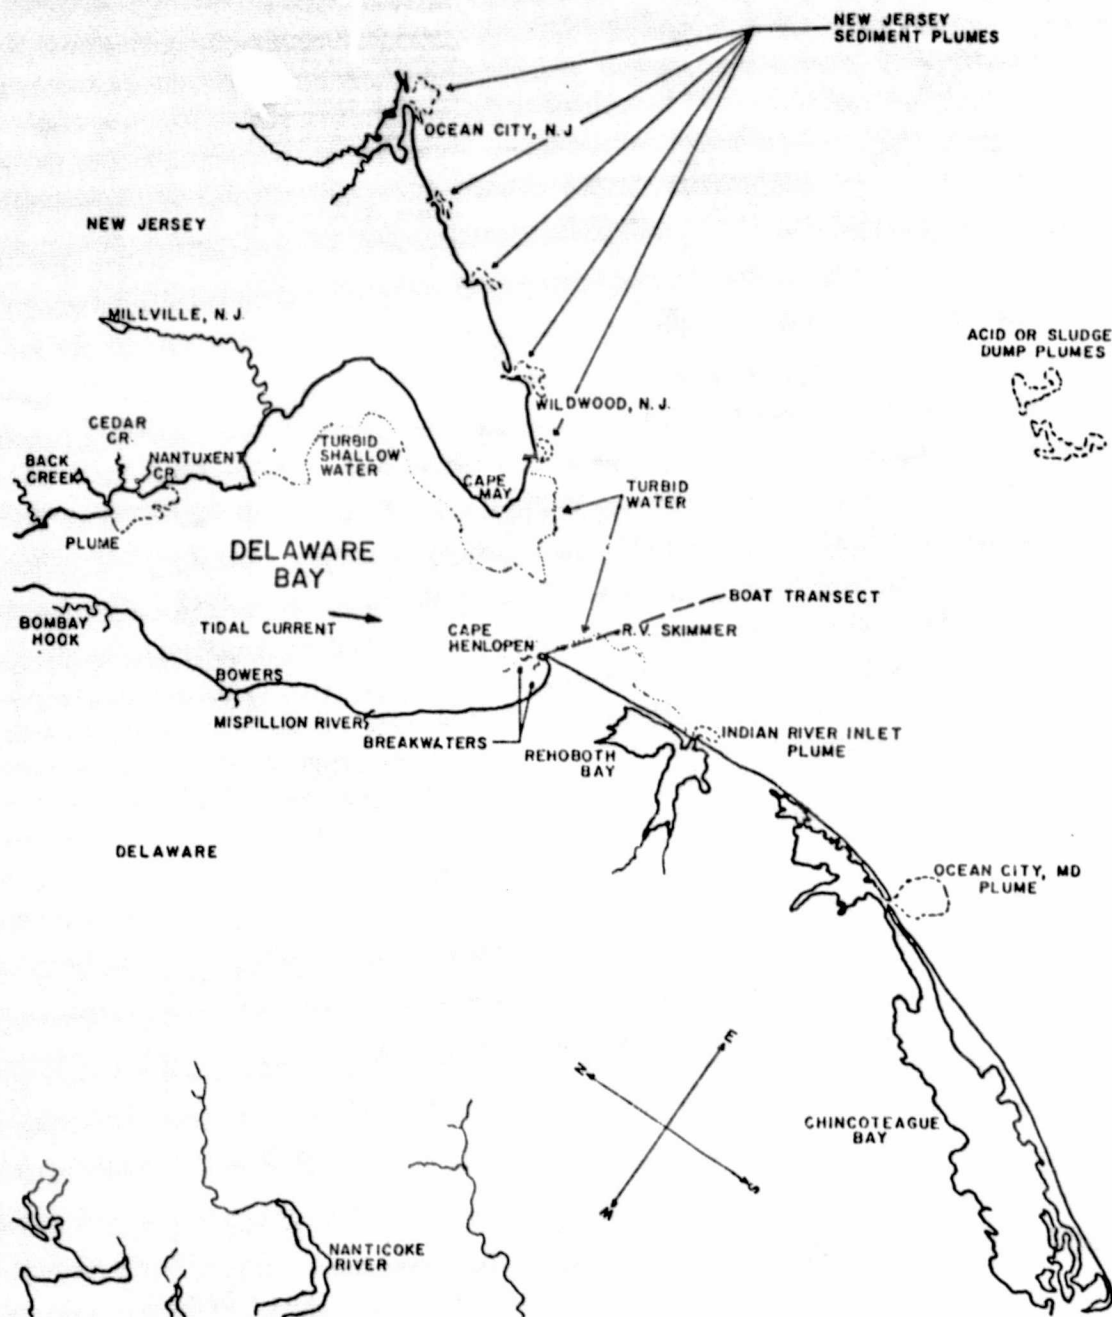 NEW JERSEY
SEDIMENT PLUMES
OCEAN CITY, N.J.
NEW JERSEY
MILLVILLE, N.J.
ACID OR SLUDGE
DUMP PLUMES
WILDWOOD, N.J.
CEDAR
CR.
TURBID
SHALLOW
WATER
BACK
CREEK
NANTUXENT
CR.
CAPE
MAY
TURBID
WATER
PLUME
DELAWARE
BAY
BOAT TRANSECT
BOMBAY
HOOK
TIDAL CURRENT
CAPE
HENLOPEN
R.V. SKIMMER
BOWERS
MISPILLION RIVER
BREAKWATERS
REHOBOTH
BAY
INDIAN RIVER INLET
PLUME
DELAWARE
OCEAN CITY, MD
PLUME
E
N
S
W
CHINCOTEAGUE
BAY
NANTICOKE
RIVER